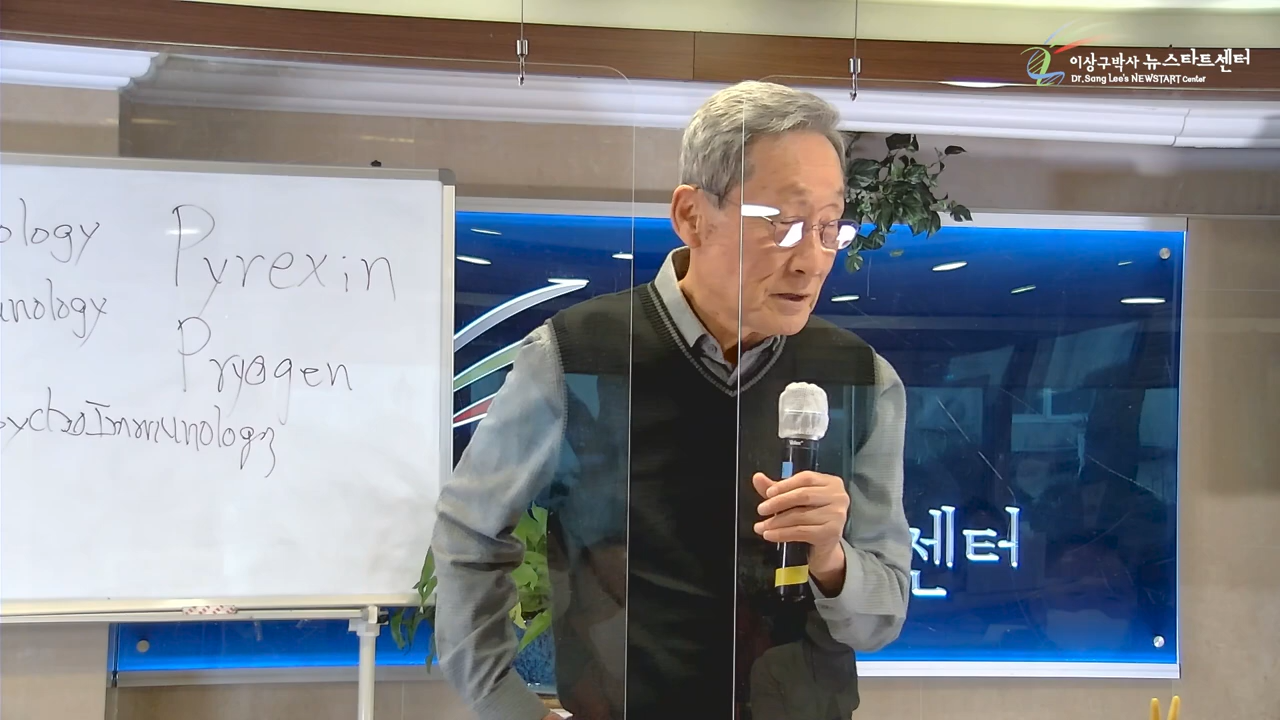 이상구박사 뉴스타트센터
Dr. Sang Lee's NEWSTART Center
ology Pyrexin
unology Pryogen
ychoImmunology
센터